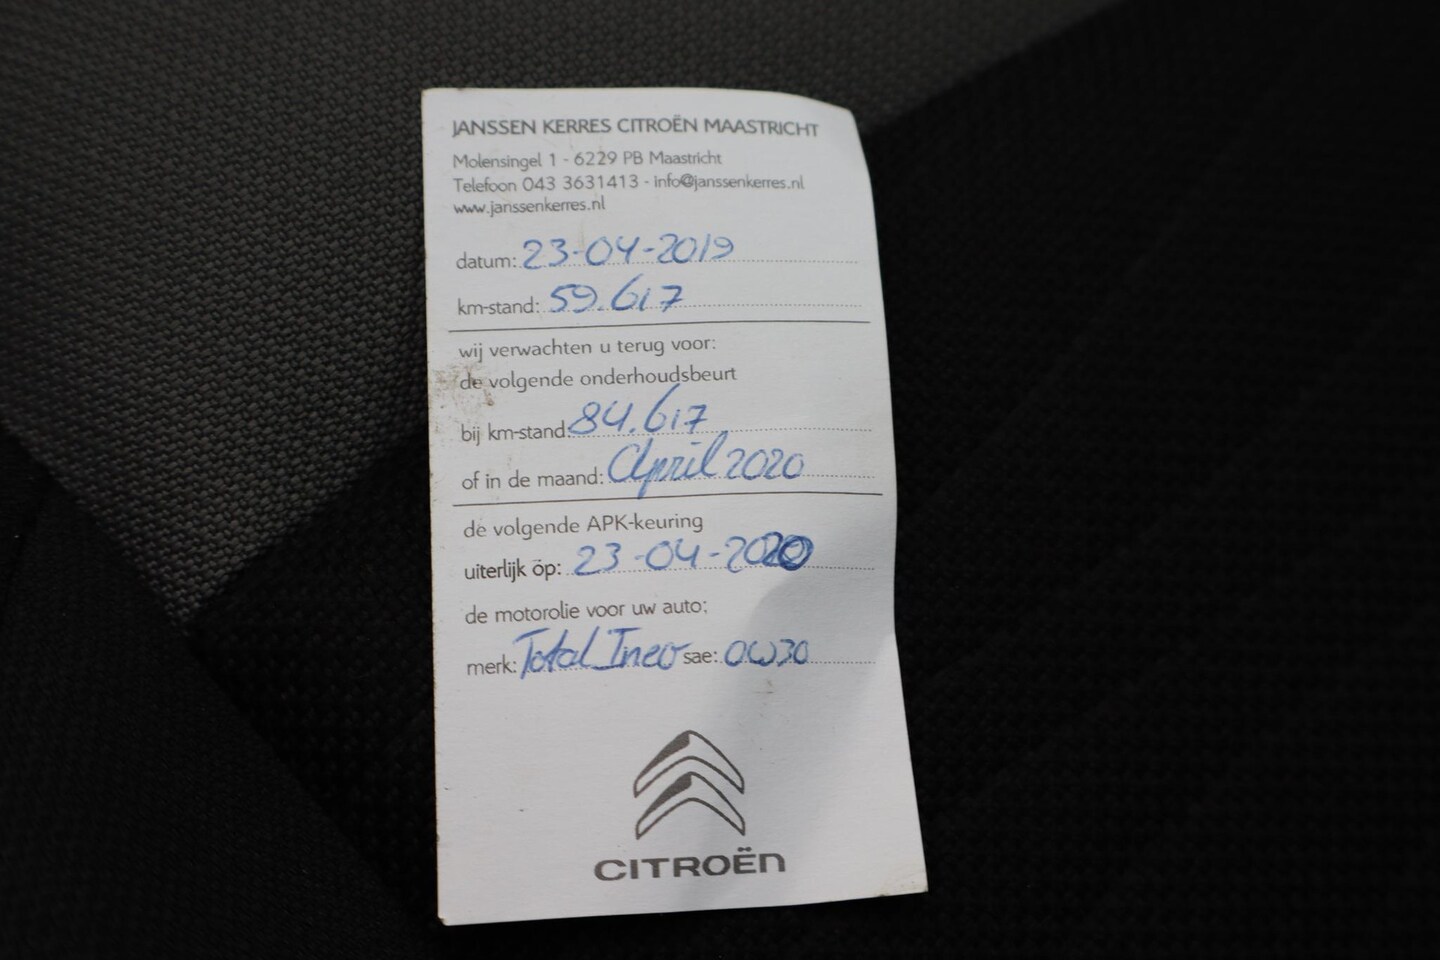 JANSSEN KERRES CITROËN MAASTRICHT
Molensingel 1 - 6229 PB Maastricht
Telefoon 043 3631413 - info@janssenkerres.nl
www.janssenkerres.nl
datum: 23-04-2019
km-stand: 59.617
wij verwachten u terug voor:
de volgende onderhoudsbeurt
bij km-stand: 84.617
of in de maand: April 2020
de volgende APK-keuring
uiterlijk op: 23-04-2020
de motorolie voor uw auto:
merk: Total Ineo sae: 0W30
CITROËN